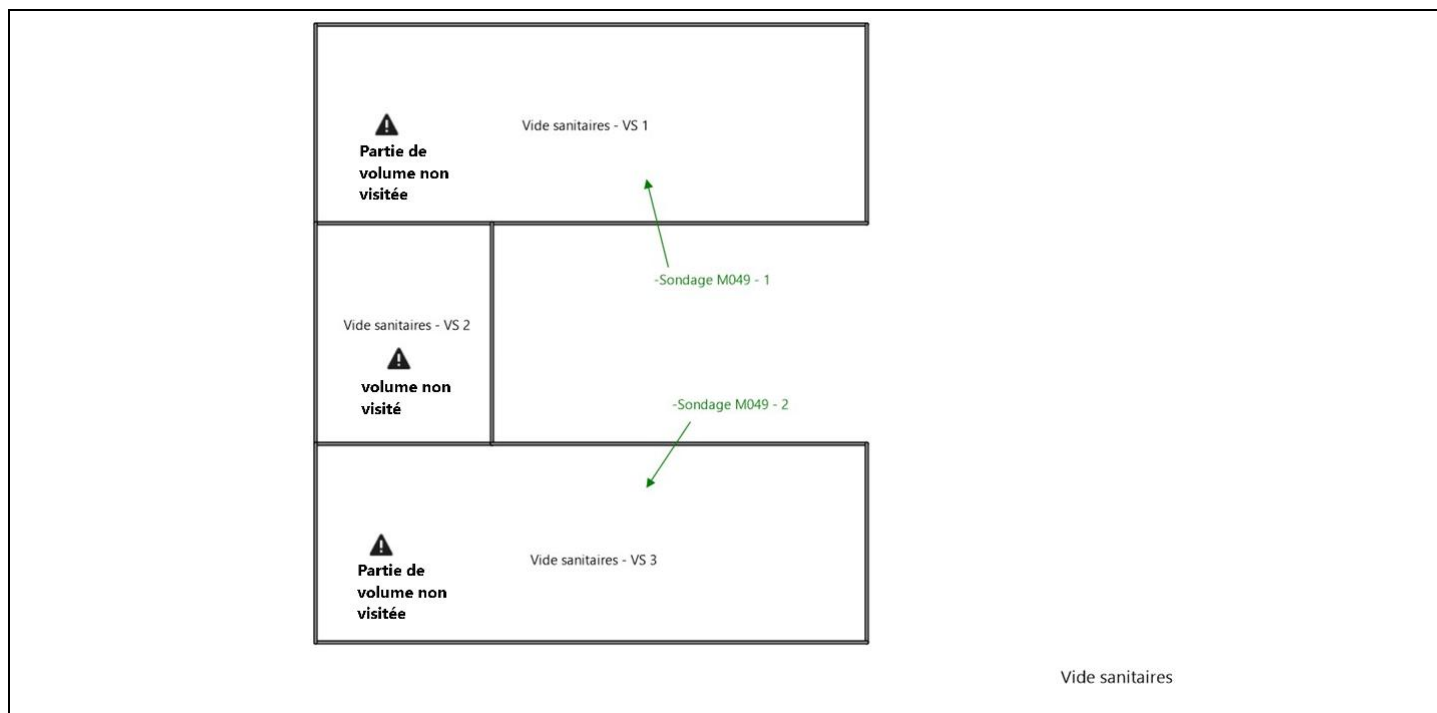 Vide sanitaires - VS 1
Partie de
volume non
visitée
-Sondage M049 - 1
Vide sanitaires - VS 2
volume non
visité
-Sondage M049 - 2
Vide sanitaires - VS 3
Partie de
volume non
visitée
Vide sanitaires